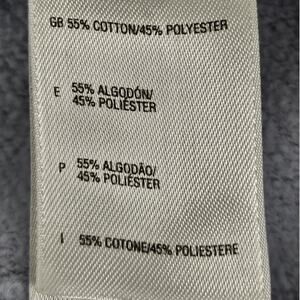 GB 55% COTTON/45% POLYESTER
E 55% ALGODÓN/
45% POLIÉSTER
P 55% ALGODÃO/
45% POLIÉSTER
I 55% COTONE/45% POLIESTERE